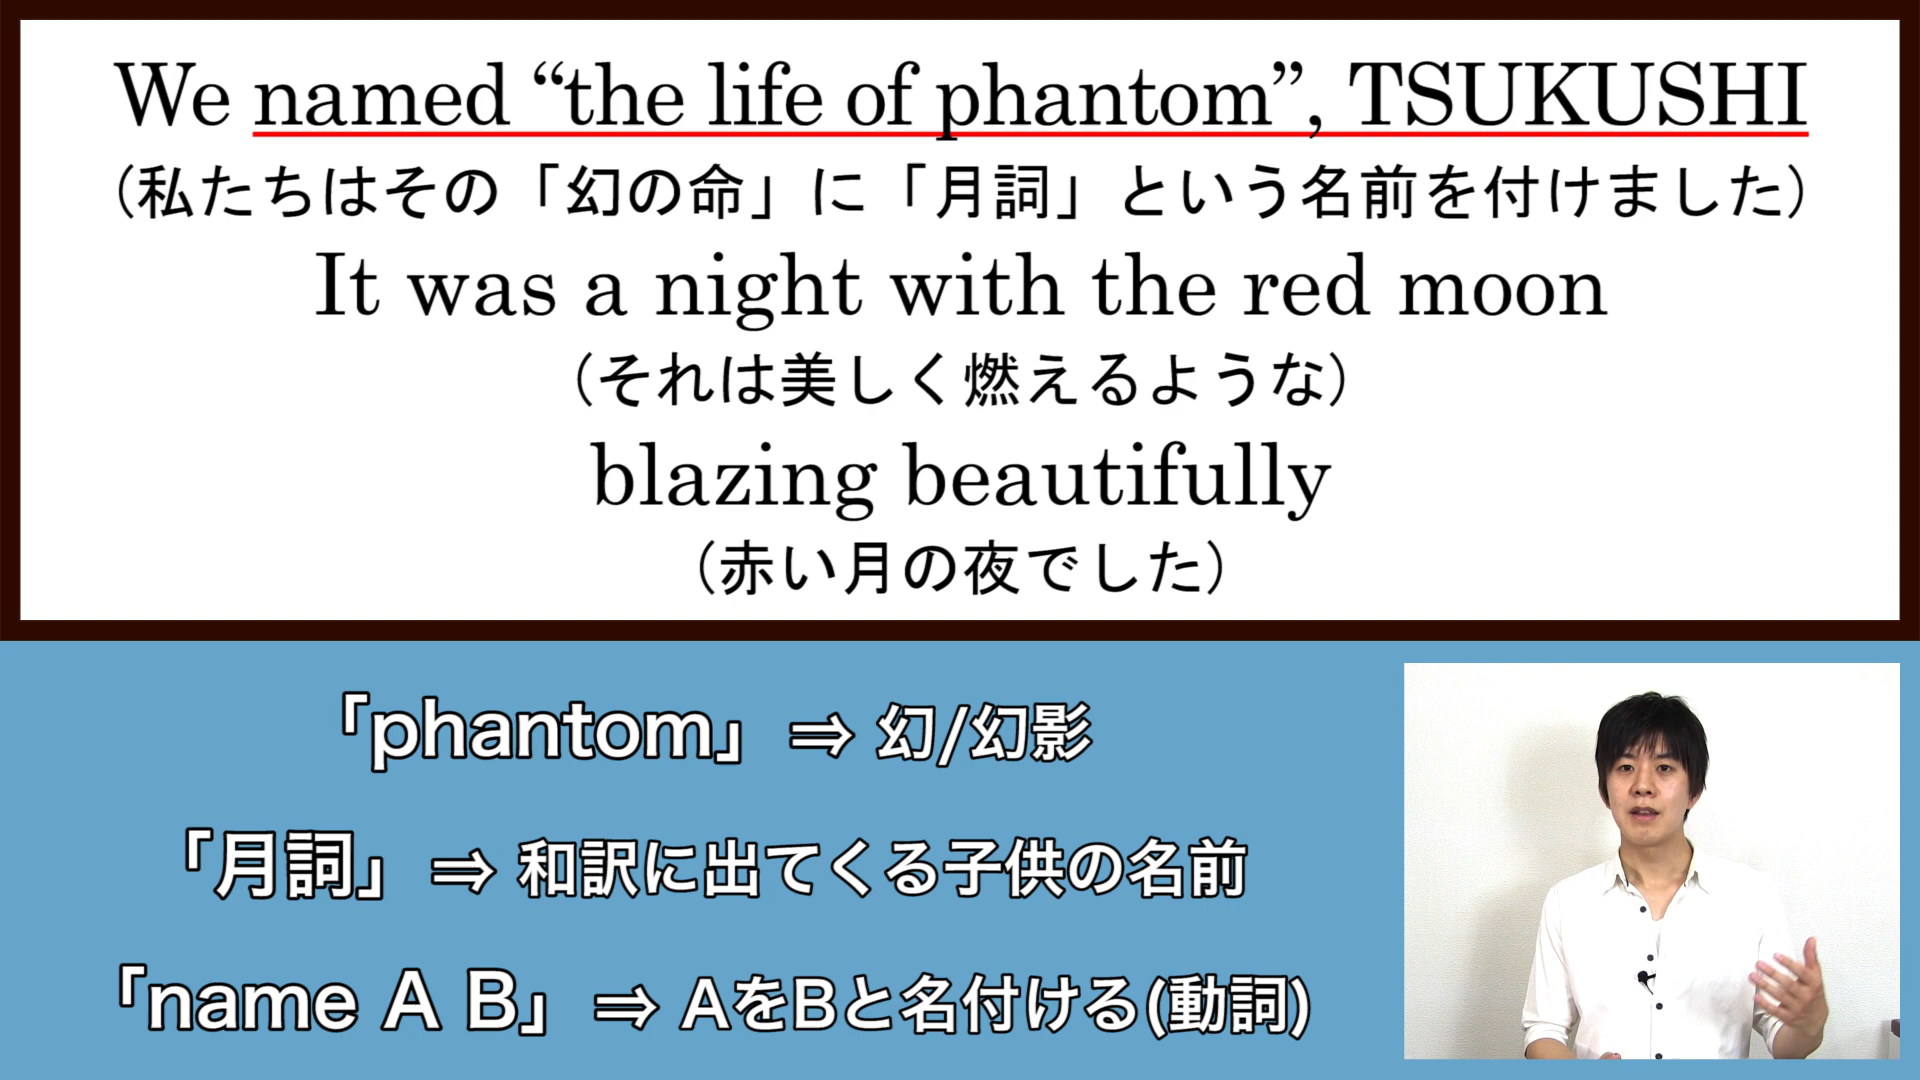 We named “the life of phantom”, TSUKUSHI
（私たちはその「幻の命」に「月詞」という名前を付けました）
It was a night with the red moon
（それは美しく燃えるような）
blazing beautifully
（赤い月の夜でした）
「phantom」⇒ 幻/幻影
「月詞」⇒ 和訳に出てくる子供の名前
「name A B」⇒ AをBと名付ける(動詞)